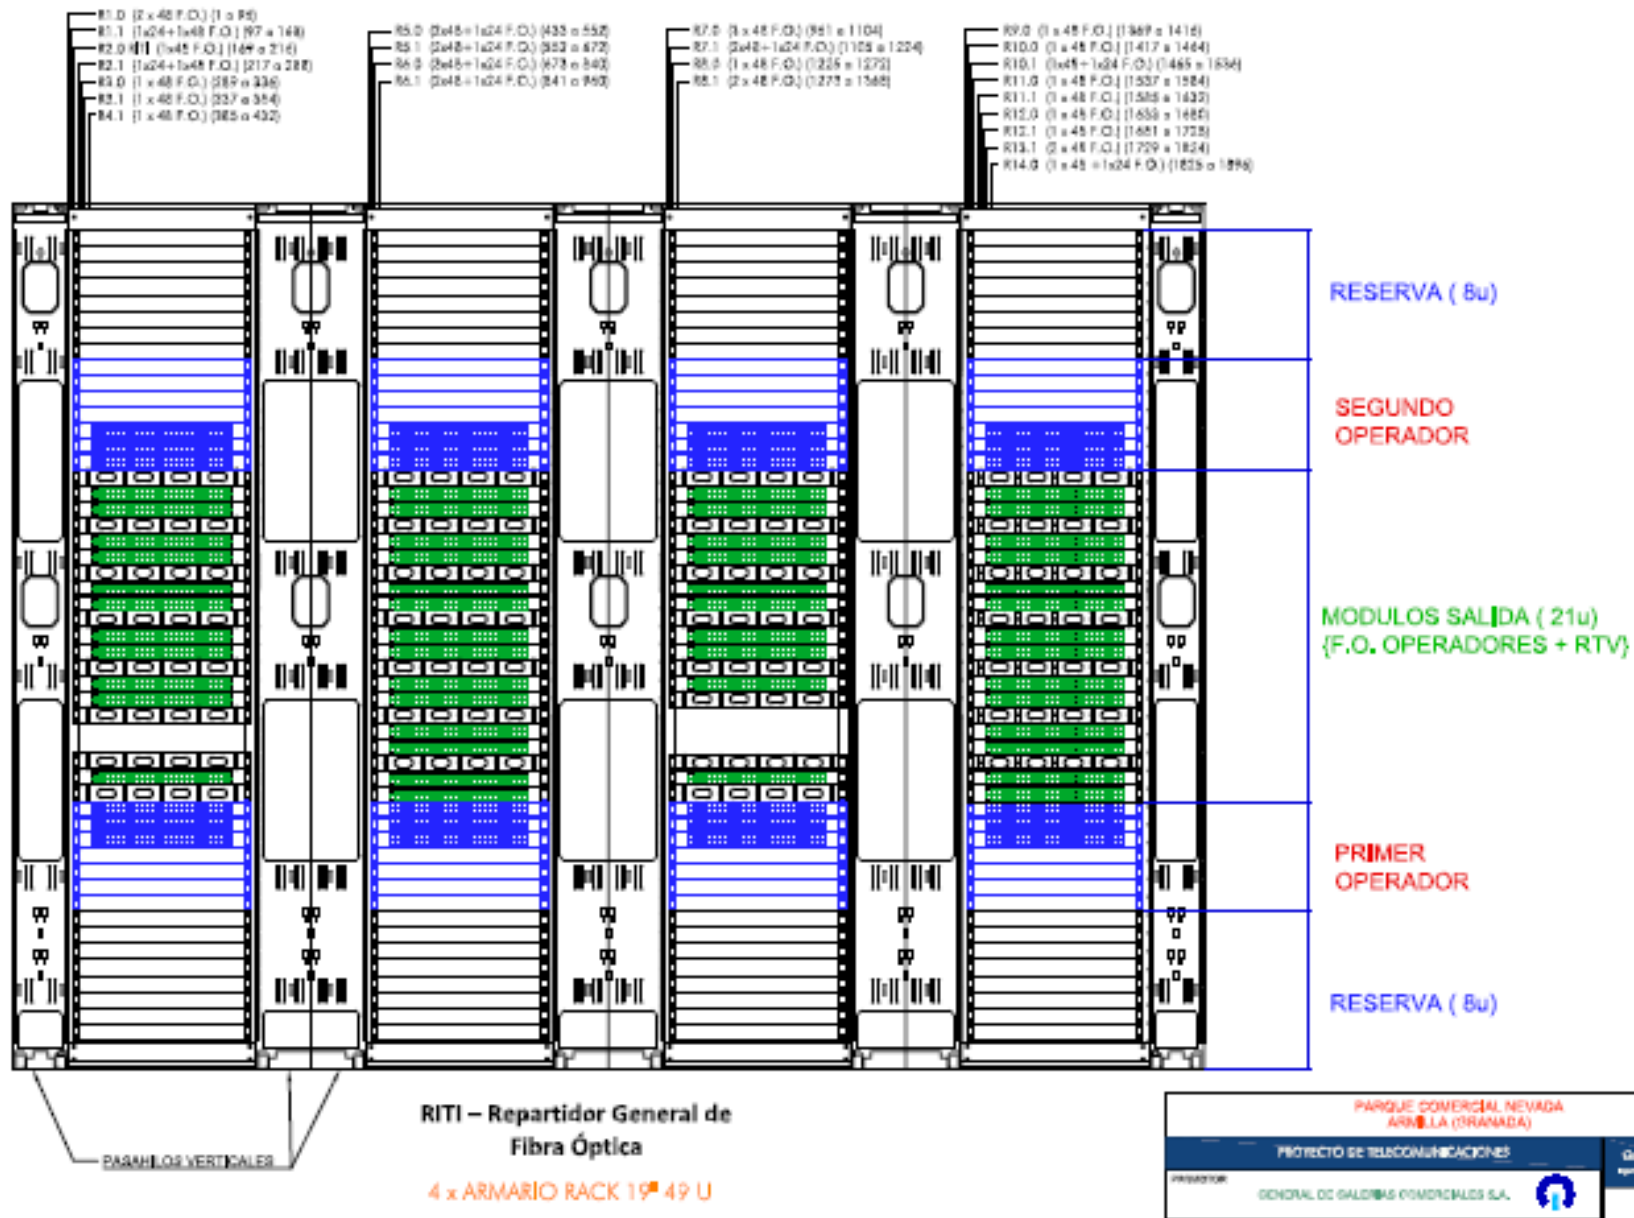 R1.0 (2 x 48 F.O.) (1 a 96)
R1.1 (1x24+1x48 F.O.) (97 a 168)
R2.0 RITI (1x48 F.O.) (169 a 216)
R2.1 (1x24+1x48 F.O.) (217 a 288)
R3.0 (1 x 48 F.O.) (289 a 336)
R3.1 (1 x 48 F.O.) (337 a 384)
R4.1 (1 x 48 F.O.) (385 a 432)
R5.0 (2x48+1x24 F.O.) (433 a 552)
R5.1 (2x48+1x24 F.O.) (553 a 672)
R6.0 (3x48+1x24 F.O.) (673 a 840)
R6.1 (2x48+1x24 F.O.) (841 a 960)
R7.0 (3 x 48 F.O.) (961 a 1104)
R7.1 (2x48+1x24 F.O.) (1105 a 1224)
R8.0 (1 x 48 F.O.) (1225 a 1272)
R8.1 (2 x 48 F.O.) (1273 a 1368)
R9.0 (1 x 48 F.O.) (1369 a 1416)
R10.0 (1 x 48 F.O.) (1417 a 1464)
R10.1 (1x48+1x24 F.O.) (1465 a 1536)
R11.0 (1 x 48 F.O.) (1537 a 1584)
R11.1 (1 x 48 F.O.) (1585 a 1632)
R12.0 (1 x 48 F.O.) (1633 a 1680)
R12.1 (1 x 48 F.O.) (1681 a 1728)
R13.1 (2 x 48 F.O.) (1729 a 1824)
R14.0 (1 x 48 +1x24 F.O.) (1825 a 1896)
RESERVA ( 8u)
SEGUNDO
OPERADOR
MODULOS SALIDA ( 21u)
{F.O. OPERADORES + RTV}
PRIMER
OPERADOR
RESERVA ( 8u)
PASAHILOS VERTICALES
RITI – Repartidor General de
Fibra Óptica
4 x ARMARIO RACK 19" 49 U
PARQUE COMERCIAL NEVADA
ARMILLA (GRANADA)
PROYECTO DE TELECOMUNICACIONES
PROMOTOR
GENERAL DE GALERIAS COMERCIALES S.A.